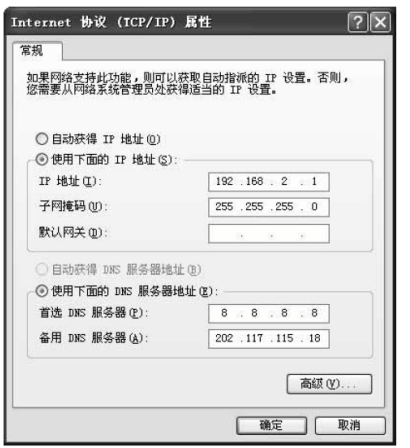 Internet 协议 (TCP/IP) 属性
常规
如果网络支持此功能，则可以获取自动指派的 IP 设置。否则，
您需要从网络系统管理员处获得适当的 IP 设置。
自动获得 IP 地址(O)
使用下面的 IP 地址(S):
IP 地址(I): 192 .168 . 2 . 1
子网掩码(U): 255 .255 .255 . 0
默认网关(D): . . .
自动获得 DNS 服务器地址(B)
使用下面的 DNS 服务器地址(E):
首选 DNS 服务器(P): 8 . 8 . 8 . 8
备用 DNS 服务器(A): 202 .117 .115 .18
高级(V)...
确定 取消